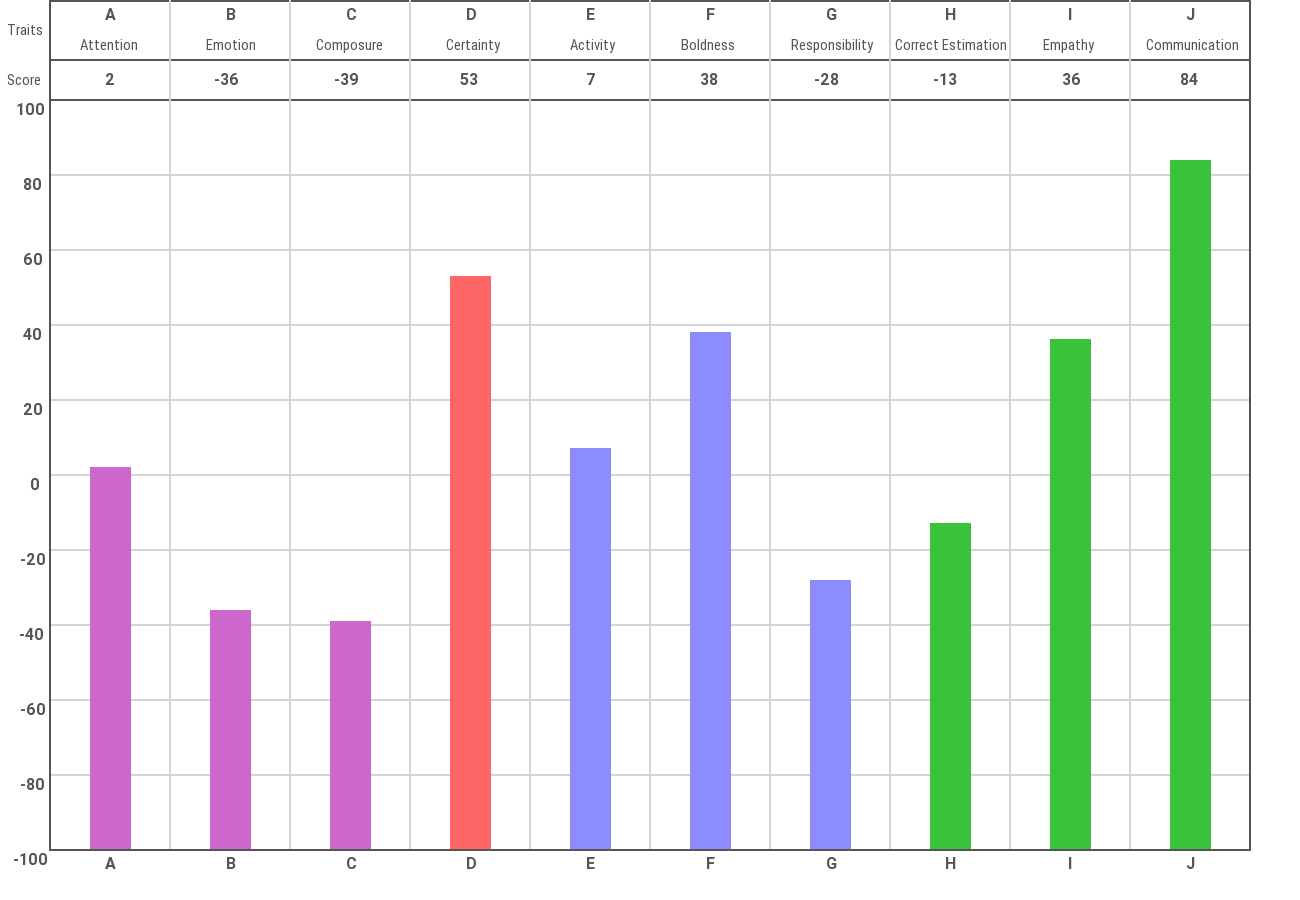 A B C D E F G H I J
Traits
Attention Emotion Composure Certainty Activity Boldness Responsibility Correct Estimation Empathy Communication
Score 2 -36 -39 53 7 38 -28 -13 36 84
100
80
60
40
20
0
-20
-40
-60
-80
-100
A B C D E F G H I J